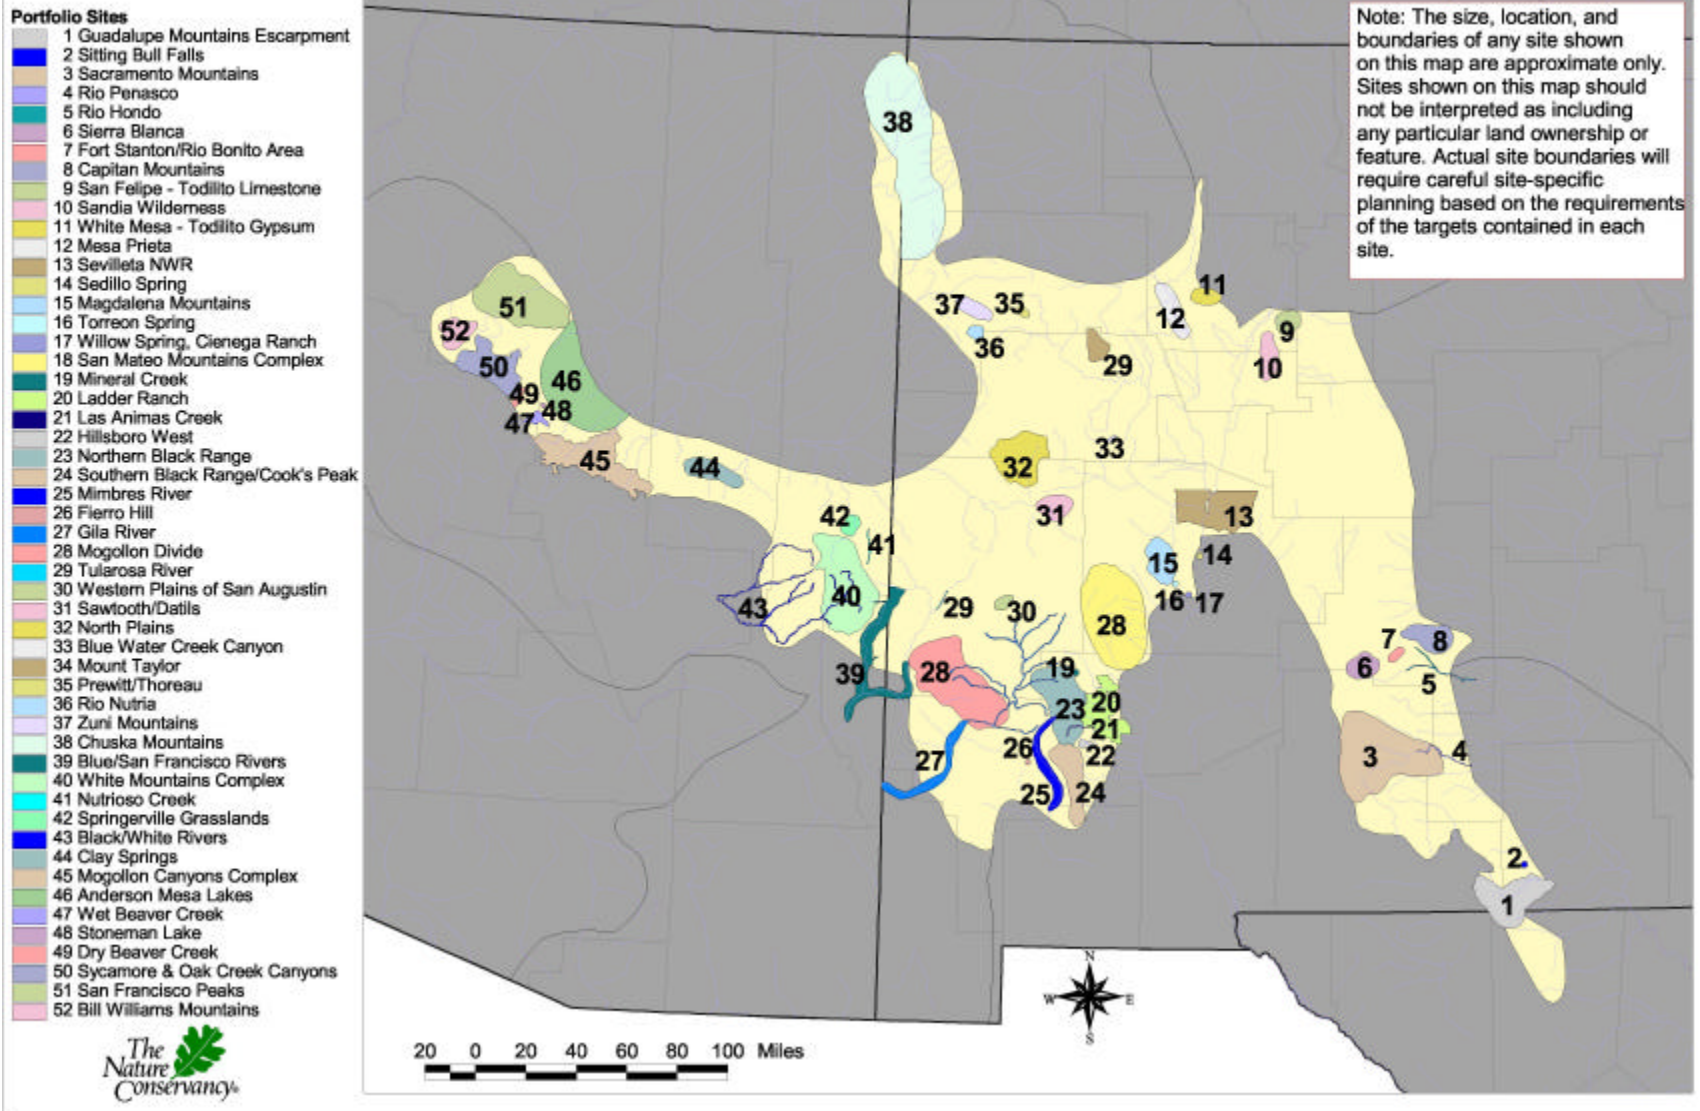 Portfolio Sites
1 Guadalupe Mountains Escarpment
2 Sitting Bull Falls
3 Sacramento Mountains
4 Rio Penasco
5 Rio Hondo
6 Sierra Blanca
7 Fort Stanton/Rio Bonito Area
8 Capitan Mountains
9 San Felipe - Todilito Limestone
10 Sandia Wilderness
11 White Mesa - Todilito Gypsum
12 Mesa Prieta
13 Sevilleta NWR
14 Sedillo Spring
15 Magdalena Mountains
16 Torreon Spring
17 Willow Spring, Cienega Ranch
18 San Mateo Mountains Complex
19 Mineral Creek
20 Ladder Ranch
21 Las Animas Creek
22 Hillsboro West
23 Northern Black Range
24 Southern Black Range/Cook's Peak
25 Mimbres River
26 Fierro Hill
27 Gila River
28 Mogollon Divide
29 Tularosa River
30 Western Plains of San Augustin
31 Sawtooth/Datils
32 North Plains
33 Blue Water Creek Canyon
34 Mount Taylor
35 Prewitt/Thoreau
36 Rio Nutria
37 Zuni Mountains
38 Chuska Mountains
39 Blue/San Francisco Rivers
40 White Mountains Complex
41 Nutrioso Creek
42 Springerville Grasslands
43 Black/White Rivers
44 Clay Springs
45 Mogollon Canyons Complex
46 Anderson Mesa Lakes
47 Wet Beaver Creek
48 Stoneman Lake
49 Dry Beaver Creek
50 Sycamore & Oak Creek Canyons
51 San Francisco Peaks
52 Bill Williams Mountains
The
Nature
Conservancy
Note: The size, location, and
boundaries of any site shown
on this map are approximate only.
Sites shown on this map should
not be interpreted as including
any particular land ownership or
feature. Actual site boundaries will
require careful site-specific
planning based on the requirements
of the targets contained in each
site.
38
11
51
37
35
12
52
9
36
29
10
50
46
49
48
47
33
45
44
32
31
13
42
41
14
15
40
43
29
30
16
17
28
7
8
39
28
19
6
5
20
23
21
26
22
27
3
4
25
24
2
1
N
W
E
S
20 0 20 40 60 80 100 Miles